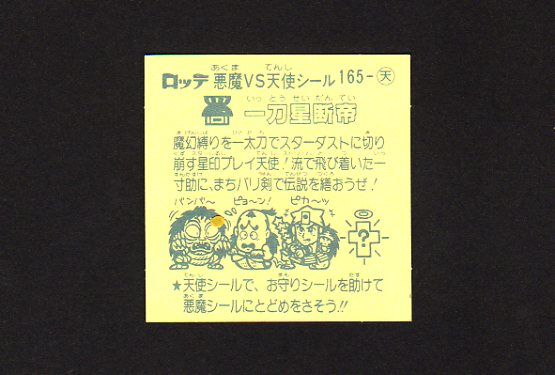 ロッテ 悪魔VS天使シール 165-天
一刀星断帝
魔幻縛りを一太刀でスターダストに切り
崩す星印プレイ天使！流で飛び着いた一
寸助に、まちバリ剣で伝説を繕おうぜ！
パンパ〜 ピョ〜ン！ ピカ〜ッ
?
★天使シールで、お守りシールを助けて
悪魔シールにとどめをさそう!!